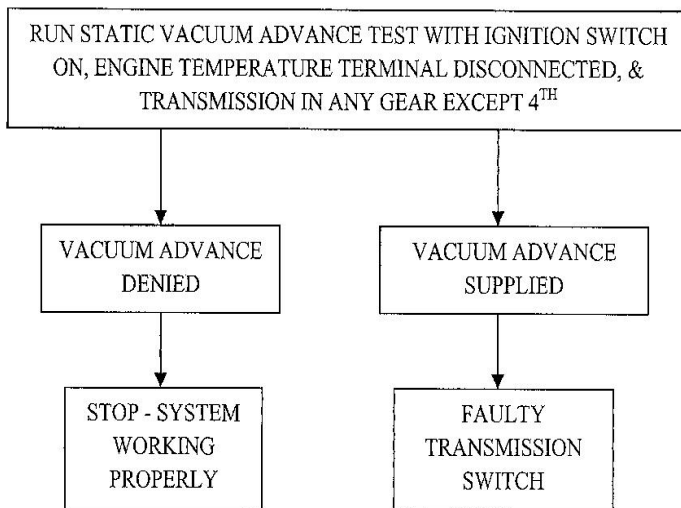 RUN STATIC VACUUM ADVANCE TEST WITH IGNITION SWITCH
ON, ENGINE TEMPERATURE TERMINAL DISCONNECTED, &
TRANSMISSION IN ANY GEAR EXCEPT 4TH
VACUUM ADVANCE
DENIED
VACUUM ADVANCE
SUPPLIED
STOP - SYSTEM
WORKING
PROPERLY
FAULTY
TRANSMISSION
SWITCH